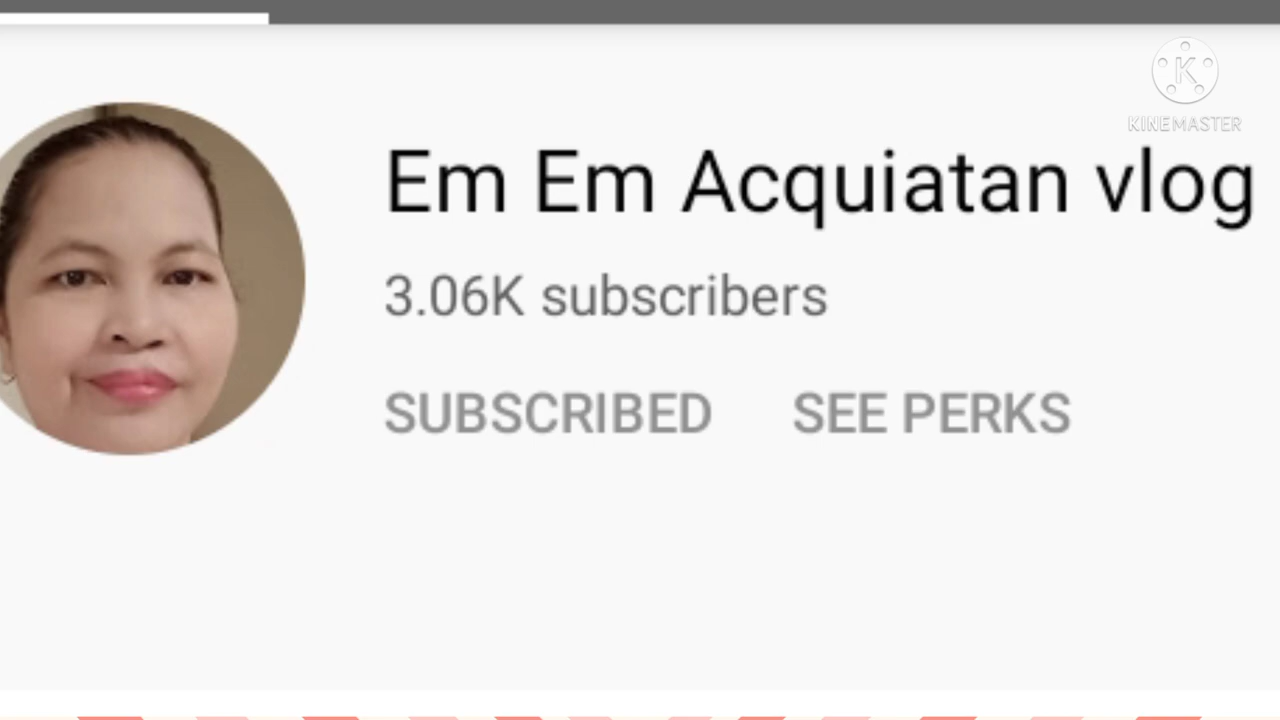 K
KINEMASTER
Em Em Acquiatan vlog
3.06K subscribers
SUBSCRIBED SEE PERKS